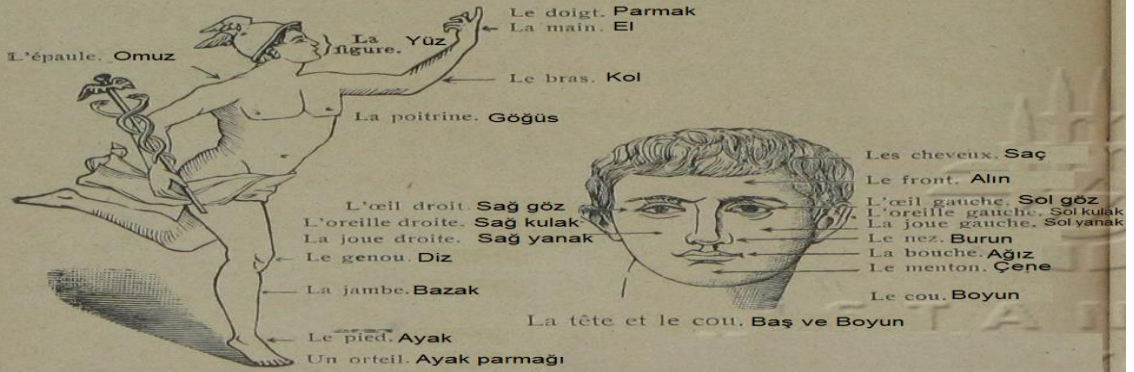 Le doigt. Parmak
La main. El
La figure. Yüz
L'épaule. Omuz
Le bras. Kol
La poitrine. Göğüs
L'œil droit. Sağ göz
L'oreille droite. Sağ kulak
La joue droite. Sağ yanak
Le genou. Diz
La jambe. Bazak
Le pied. Ayak
Un orteil. Ayak parmağı
Les cheveux. Saç
Le front. Alın
L'œil gauche. Sol göz
L'oreille gauche. Sol kulak
La joue gauche. Sol yanak
Le nez. Burun
La bouche. Ağız
Le menton. Çene
Le cou. Boyun
La tête et le cou. Baş ve Boyun